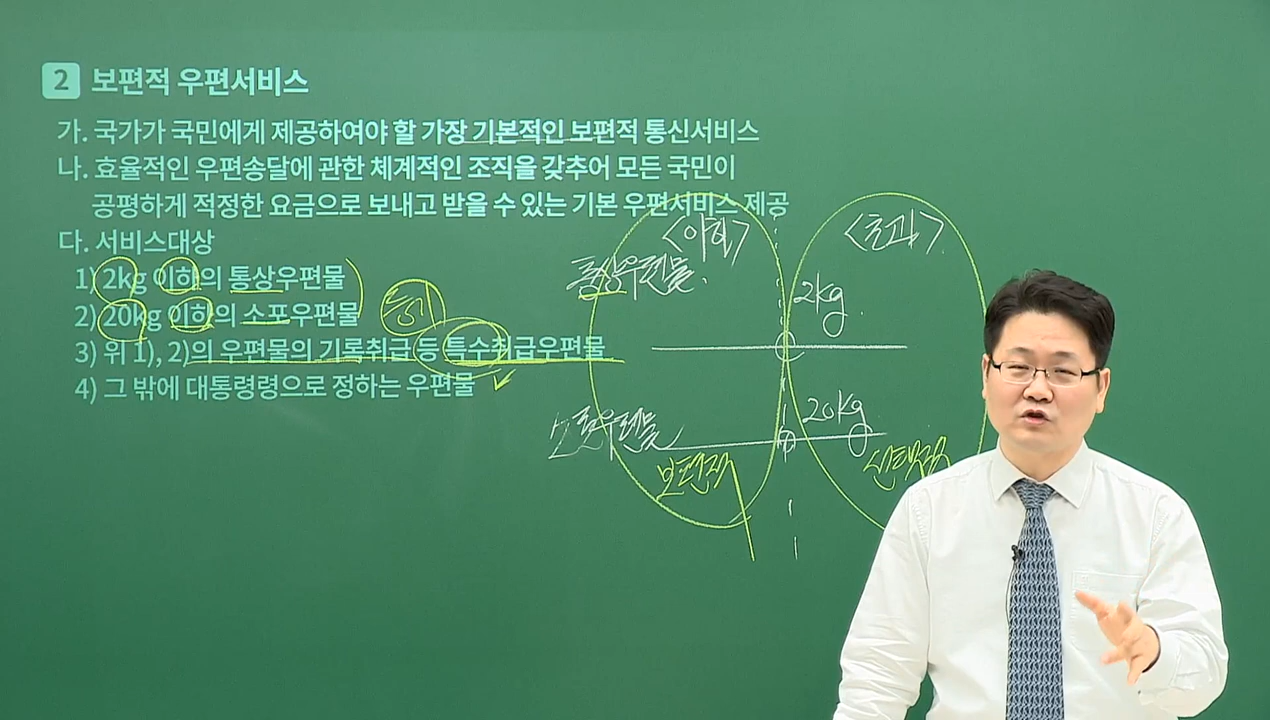 2 보편적 우편서비스
가. 국가가 국민에게 제공하여야 할 가장 기본적인 보편적 통신서비스
나. 효율적인 우편송달에 관한 체계적인 조직을 갖추어 모든 국민이
공평하게 적정한 요금으로 보내고 받을 수 있는 기본 우편서비스 제공
다. 서비스대상
1) 2kg 이하의 통상우편물
2) 20kg 이하의 소포우편물
등기
3) 위 1), 2)의 우편물의 기록취급 등 특수취급우편물
4) 그 밖에 대통령령으로 정하는 우편물
<이하> <초과>
통상우편물
2kg
소포우편물
20kg
보편적 선택적